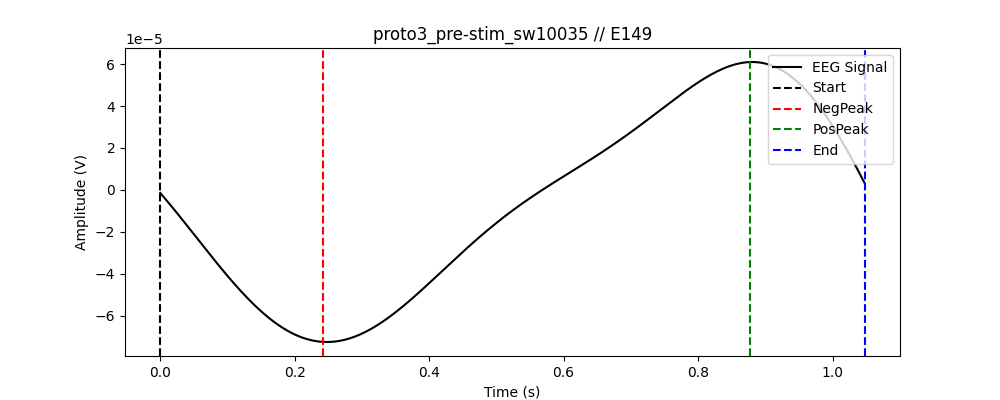 proto3_pre-stim_sw10035 // E149
1e−5
6
4
2
0
−2
−4
−6
Amplitude (V)
0.0 0.2 0.4 0.6 0.8 1.0
Time (s)
EEG Signal
Start
NegPeak
PosPeak
End